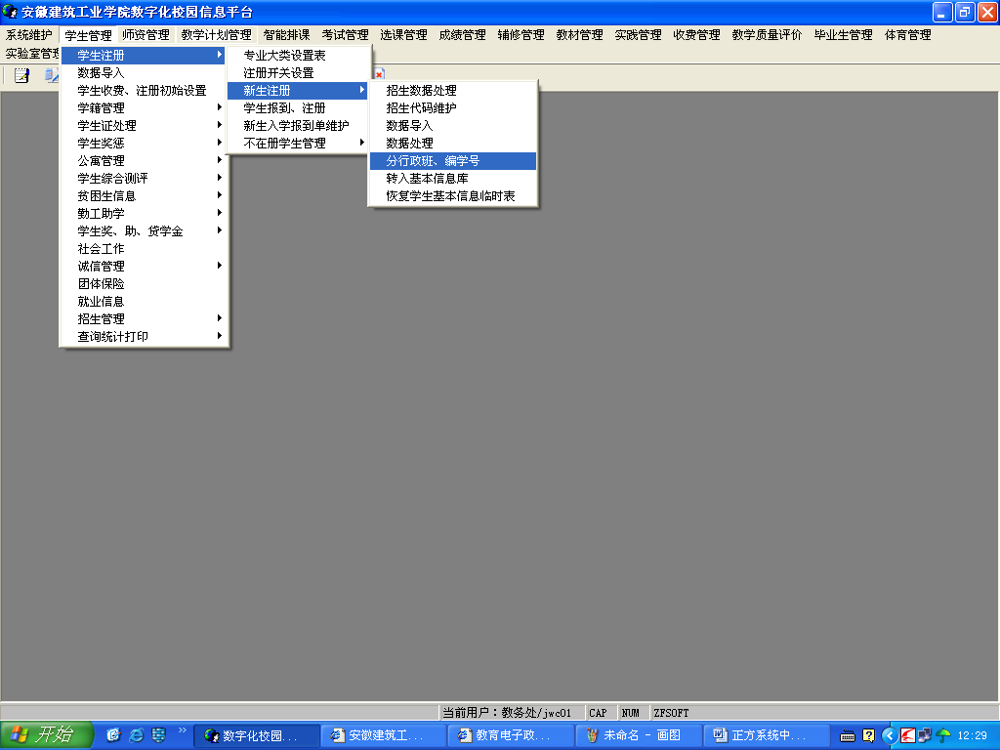 安徽建筑工业学院数字化校园信息平台
系统维护 学生管理 师资管理 教学计划管理 智能排课 考试管理 选课管理 成绩管理 辅修管理 教材管理 实践管理 收费管理 教学质量评价 毕业生管理 体育管理
实验室管理
学生注册
数据导入
学生收费、注册初始设置
学籍管理
学生证处理
学生奖惩
公寓管理
学生综合测评
贫困生信息
勤工助学
学生奖、助、贷学金
社会工作
诚信管理
团体保险
就业信息
招生管理
查询统计打印
专业大类设置表
注册开关设置
新生注册
学生报到、注册
新生入学报到单维护
不在册学生管理
招生数据处理
招生代码维护
数据导入
数据处理
分行政班、编学号
转入基本信息库
恢复学生基本信息临时表
当前用户：教务处/jwc01 CAP NUM ZFSOFT
开始 数字化校园... 安徽建筑工... 教育电子政... 未命名 - 画图 正方系统中... 12:29